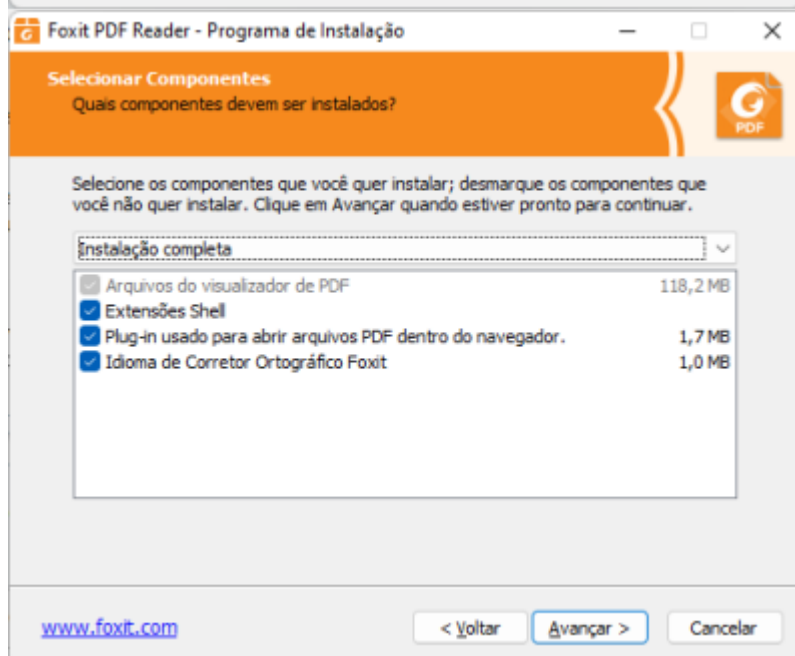 Foxit PDF Reader - Programa de Instalação
Selecionar Componentes
Quais componentes devem ser instalados?
PDF
Selecione os componentes que você quer instalar; desmarque os componentes que
você não quer instalar. Clique em Avançar quando estiver pronto para continuar.
Instalação completa
Arquivos do visualizador de PDF 118,2 MB
Extensões Shell
Plug-in usado para abrir arquivos PDF dentro do navegador. 1,7 MB
Idioma de Corretor Ortográfico Foxit 1,0 MB
www.foxit.com
< Voltar Avançar > Cancelar